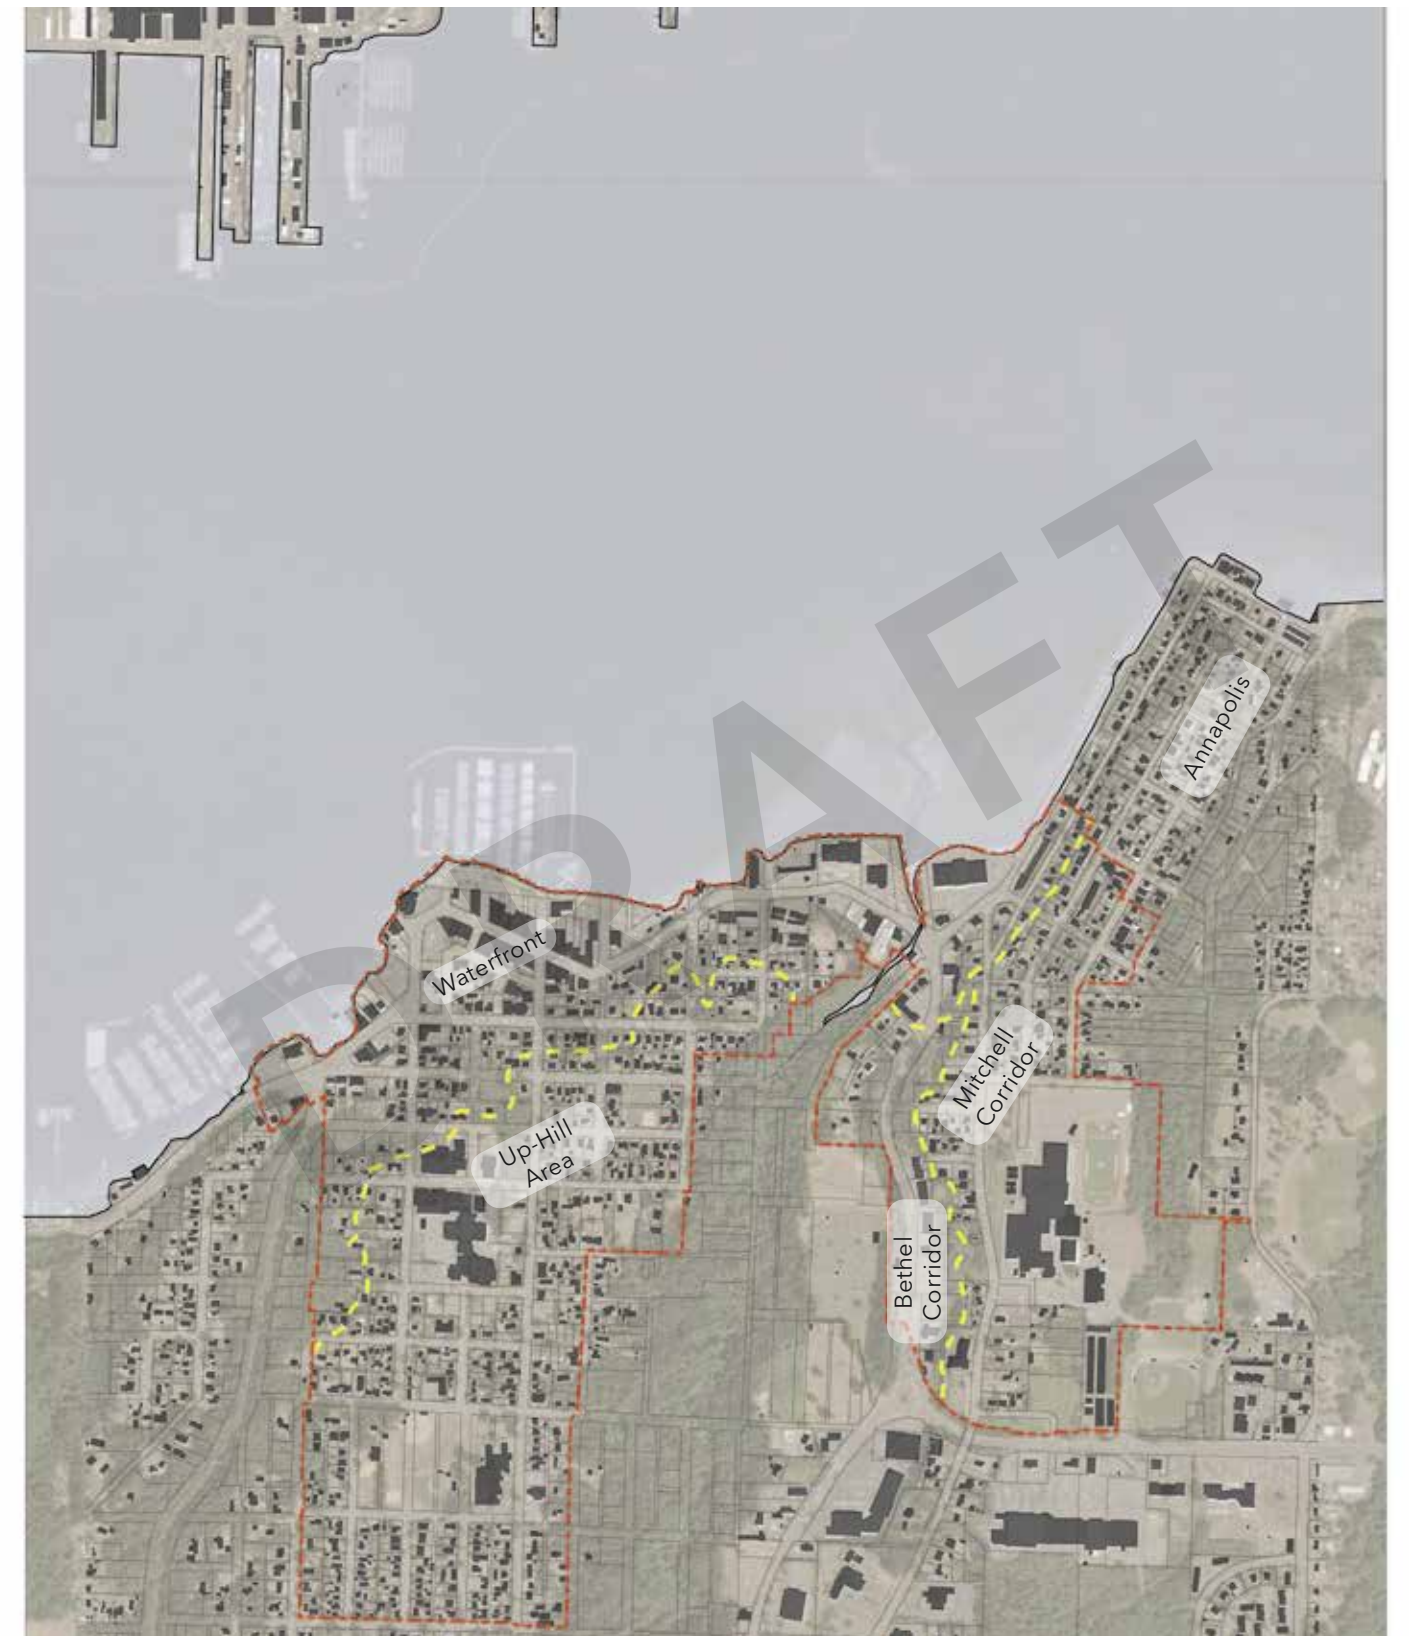 DRAFT
Annapolis
Waterfront
Mitchell
Corridor
Up-Hill
Area
Bethel
Corridor